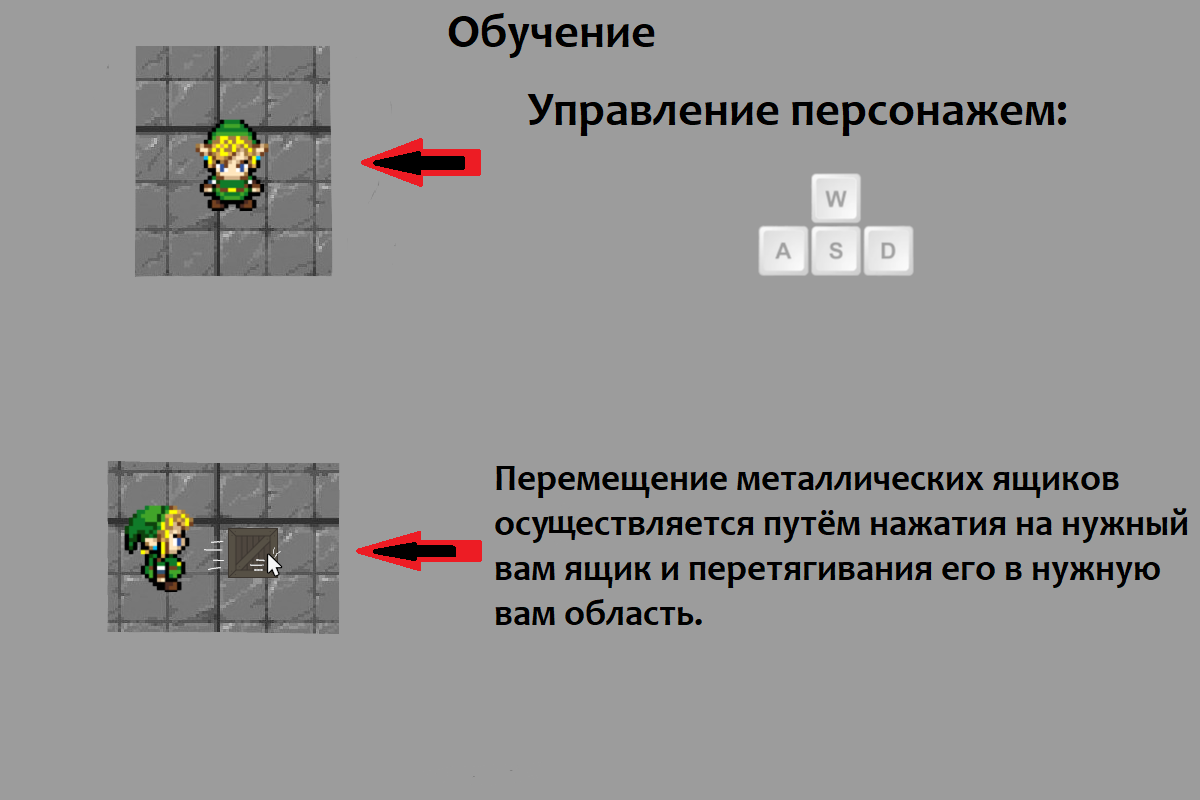 Обучение
Управление персонажем:
W
A S D
Перемещение металлических ящиков
осуществляется путём нажатия на нужный
вам ящик и перетягивания его в нужную
вам область.